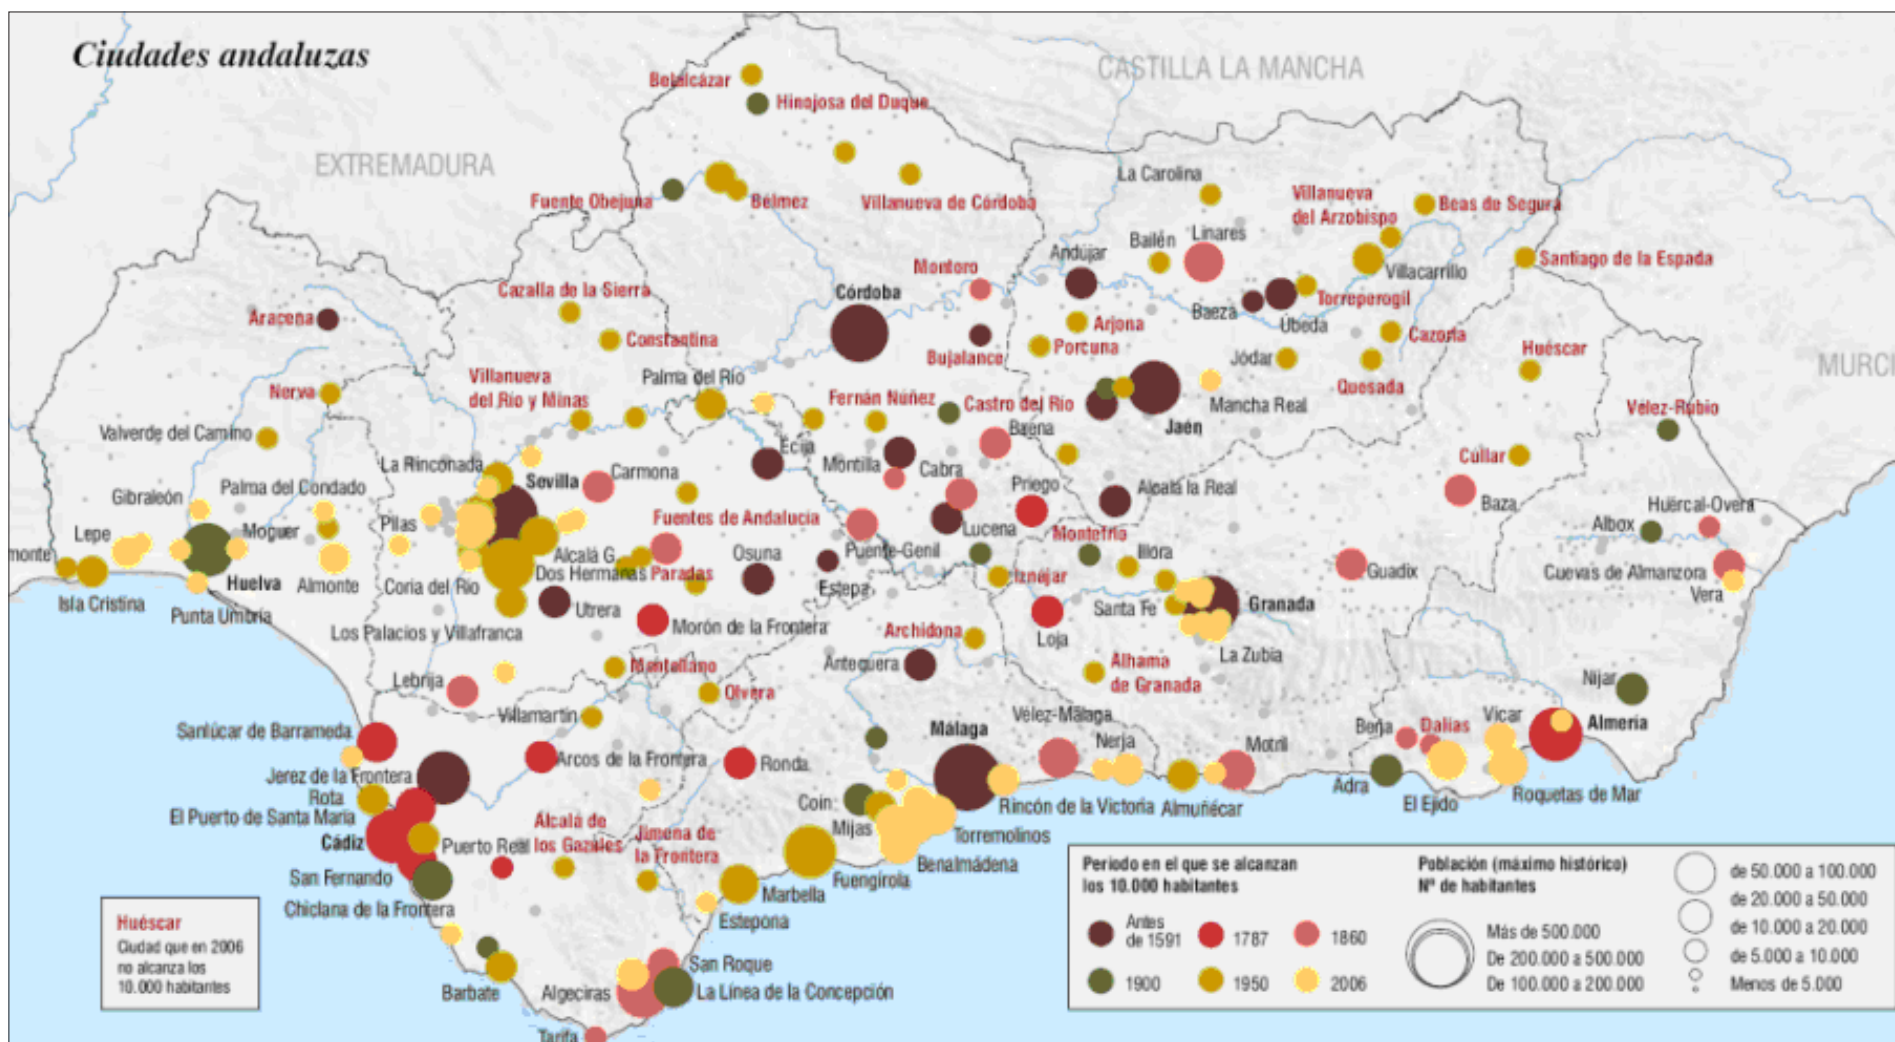 Ciudades andaluzas
CASTILLA LA MANCHA
EXTREMADURA
MURCI
Belalcázar
Hinojosa del Duque
Fuente Obejuna
Bélmez
Villanueva de Córdoba
La Carolina
Villanueva
del Arzobispo
Beas de Segura
Bailén
Linares
Andújar
Villacarrillo
Santiago de la Espada
Montoro
Cazalla de la Sierra
Córdoba
Torreperogil
Baeza
Úbeda
Aracena
Constantina
Bujalance
Arjona
Porcuna
Cazorla
Jódar
Huéscar
Quesada
Nerva
Villanueva
del Río y Minas
Palma del Río
Fernán Núñez
Castro del Río
Jaén
Mancha Real
Vélez-Rubio
Valverde del Camino
Écija
Baena
La Rinconada
Sevilla
Carmona
Montilla
Cabra
Cúllar
Gibraleón
Palma del Condado
Priego
Alcalá la Real
Baza
Huércal-Overa
Moguer
Pilas
Fuentes de Andalucía
Lucena
Montefrío
Albox
Lepe
monte
Alcalá G.
Osuna
Puente-Genil
Illora
Huelva
Almonte
Coria del Río
Dos Hermanas
Paradas
Estepa
Iznájar
Guadix
Cuevas de Almanzora
Vera
Isla Cristina
Punta Umbría
Utrera
Santa Fe
Granada
Los Palacios y Villafranca
Morón de la Frontera
Archidona
Loja
La Zubia
Antequera
Alhama
de Granada
Montellano
Lebrija
Olvera
Níjar
Villamartín
Sanlúcar de Barrameda
Málaga
Vélez-Málaga
Berja
Dalías
Vícar
Almería
Arcos de la Frontera
Ronda
Nerja
Motril
Jerez de la Frontera
Rota
Coín
Rincón de la Victoria
Almuñécar
Adra
El Ejido
Roquetas de Mar
El Puerto de Santa María
Mijas
Torremolinos
Cádiz
Puerto Real
Alcalá de
los Gazules
Jimena de
la Frontera
Benalmádena
San Fernando
Fuengirola
Marbella
Chiclana de la Frontera
Estepona
Barbate
Algeciras
San Roque
La Línea de la Concepción
Tarifa
Huéscar
Ciudad que en 2006
no alcanza los
10.000 habitantes
Periodo en el que se alcanzan
los 10.000 habitantes
Antes
de 1591
1787
1860
1900
1950
2006
Población (máximo histórico)
Nº de habitantes
Más de 500.000
De 200.000 a 500.000
De 100.000 a 200.000
de 50.000 a 100.000
de 20.000 a 50.000
de 10.000 a 20.000
de 5.000 a 10.000
Menos de 5.000